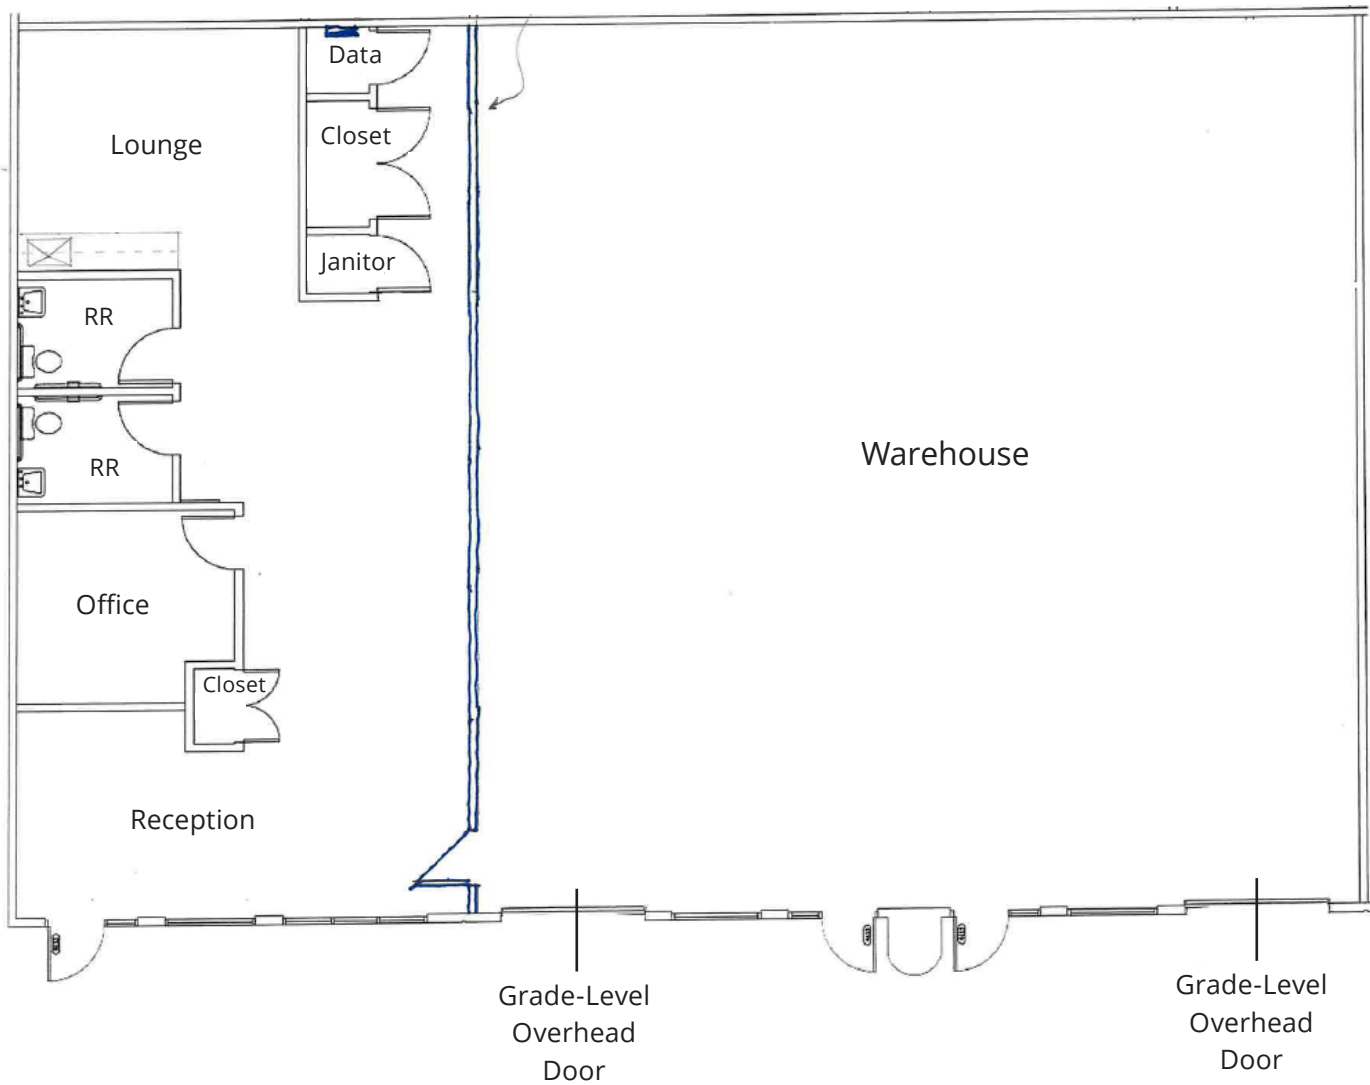 Data
Closet
Lounge
Janitor
RR
Warehouse
RR
Office
Closet
Reception
Grade-Level
Overhead
Door
Grade-Level
Overhead
Door